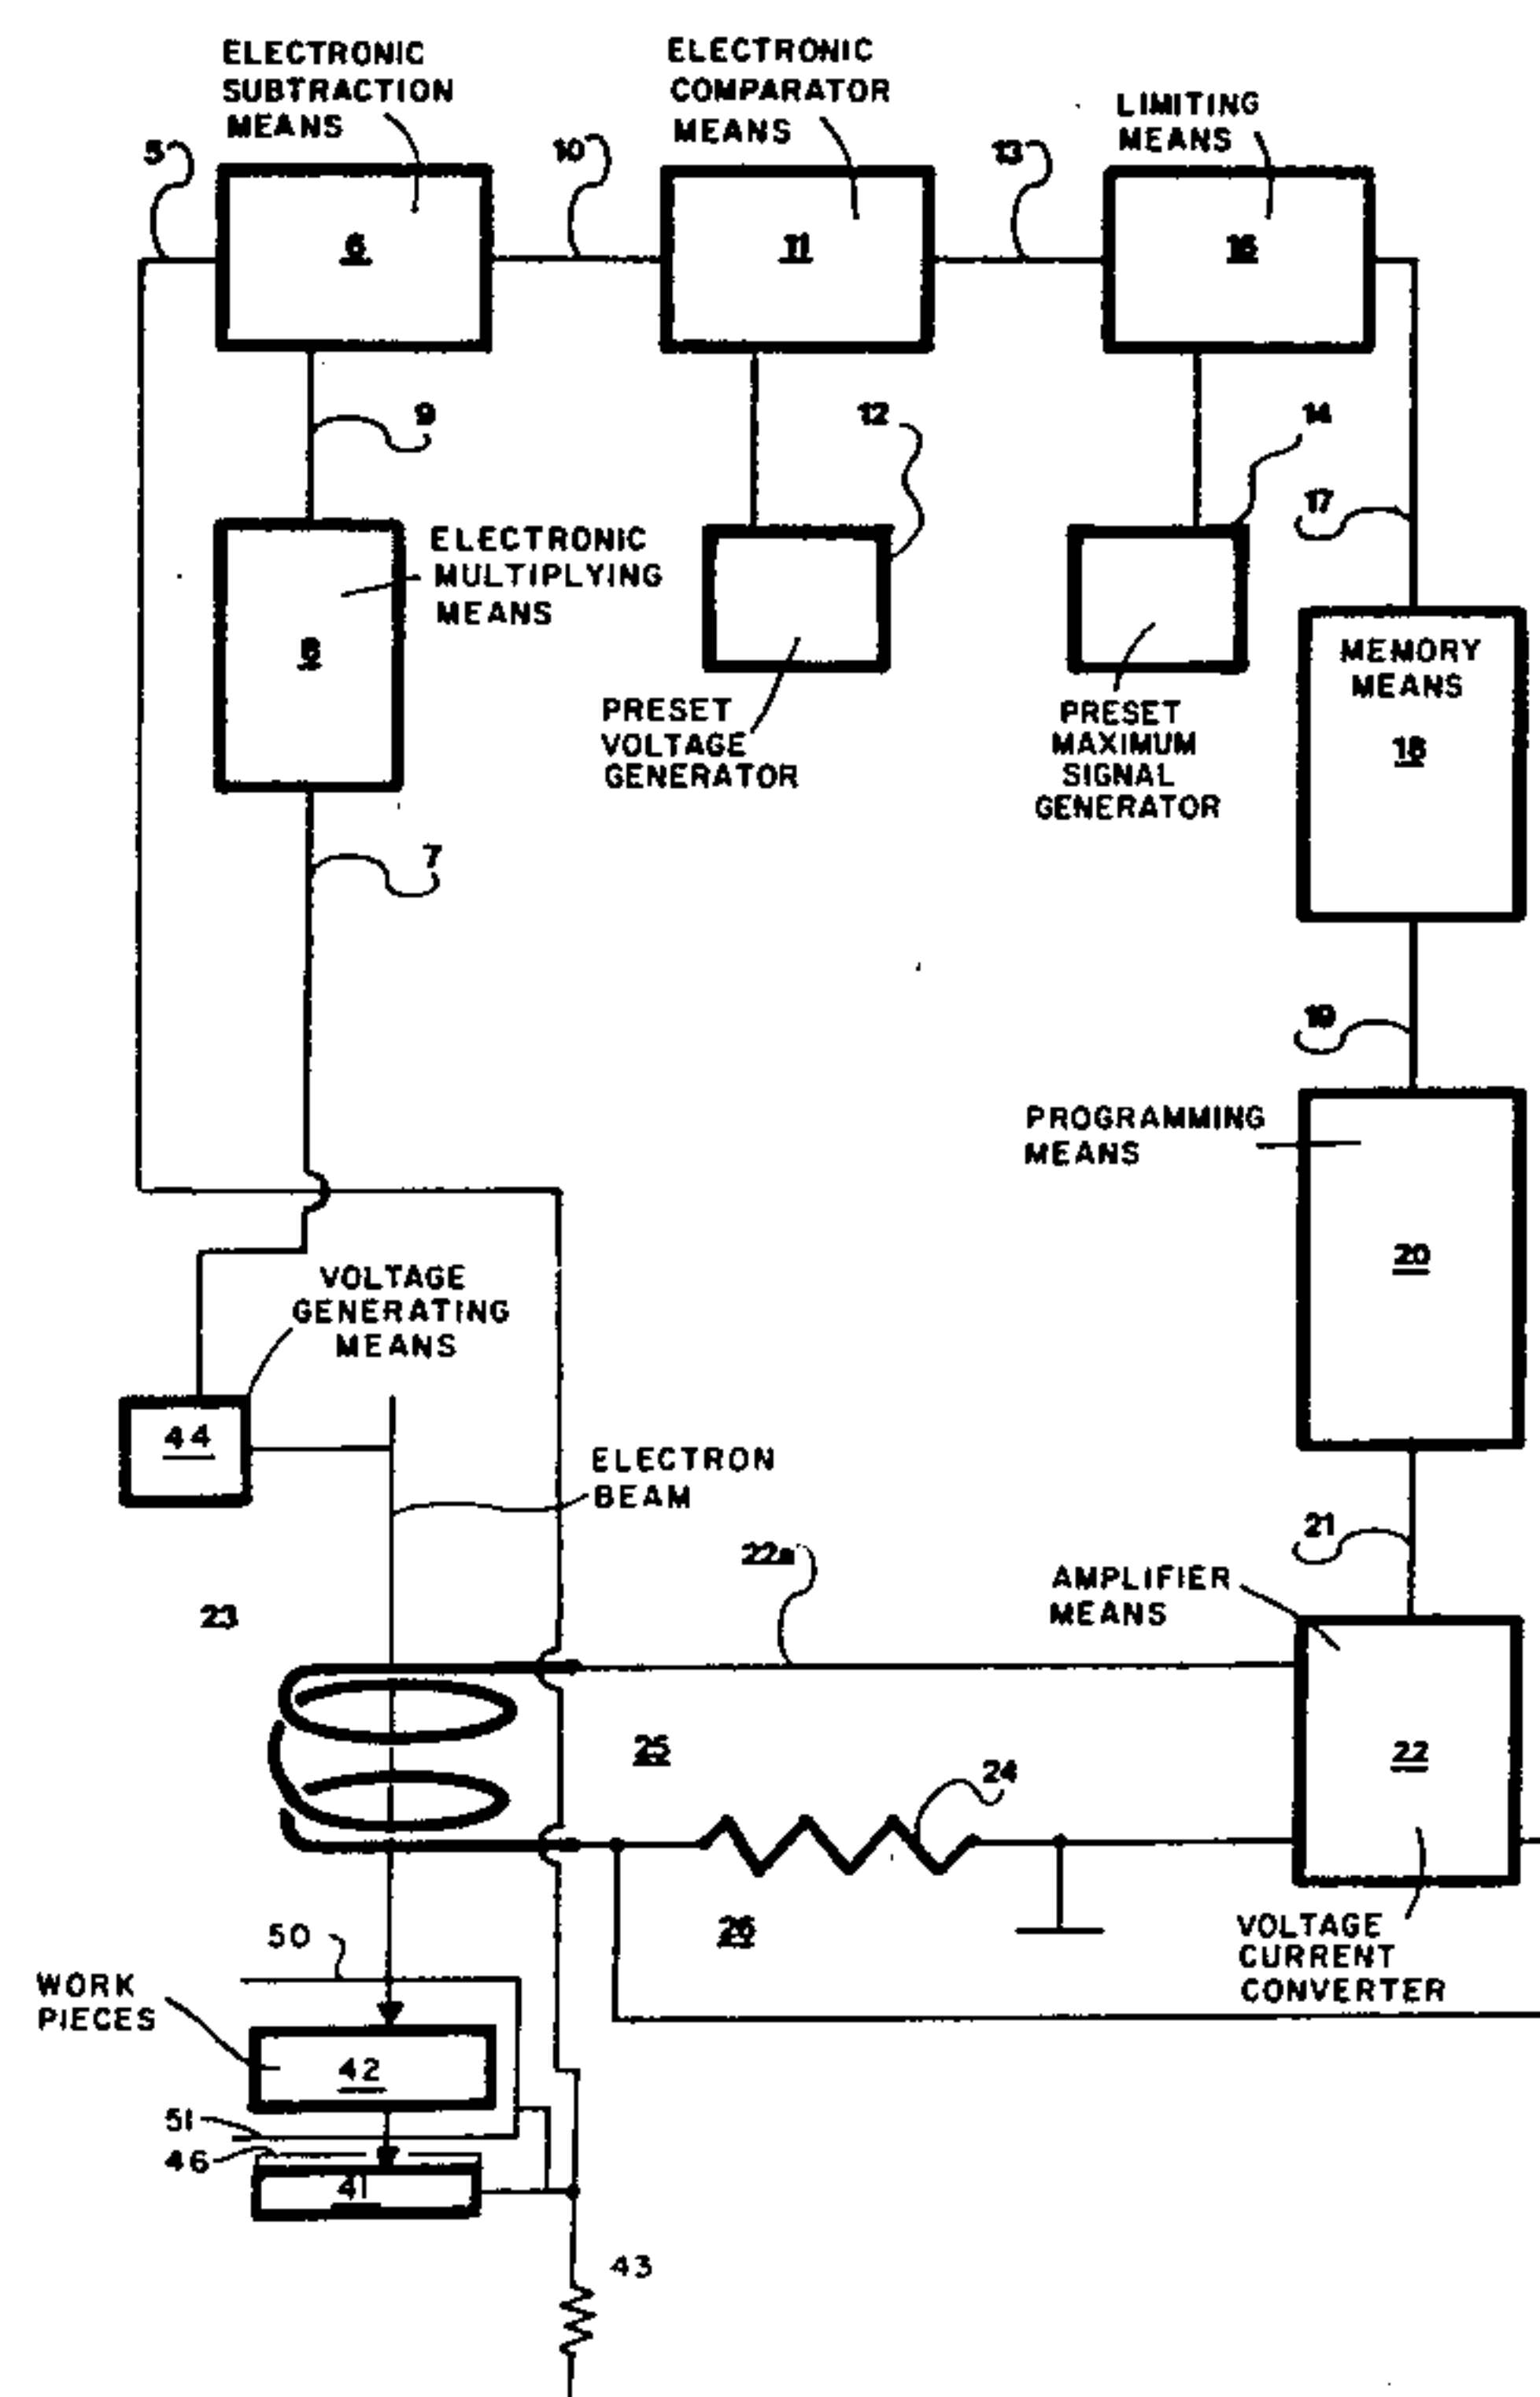 ELECTRONIC
SUBTRACTION
MEANS
ELECTRONIC
COMPARATOR
MEANS
LIMITING
MEANS
5
10
13
6
11
9
12
14
17
ELECTRONIC
MULTIPLYING
MEANS
8
MEMORY
MEANS
18
PRESET
VOLTAGE
GENERATOR
PRESET
MAXIMUM
SIGNAL
GENERATOR
7
19
PROGRAMMING
MEANS
20
VOLTAGE
GENERATING
MEANS
44
ELECTRON
BEAM
21
22a
AMPLIFIER
MEANS
23
25
24
22
26
50
VOLTAGE
CURRENT
CONVERTER
WORK
PIECES
42
51
46
41
43